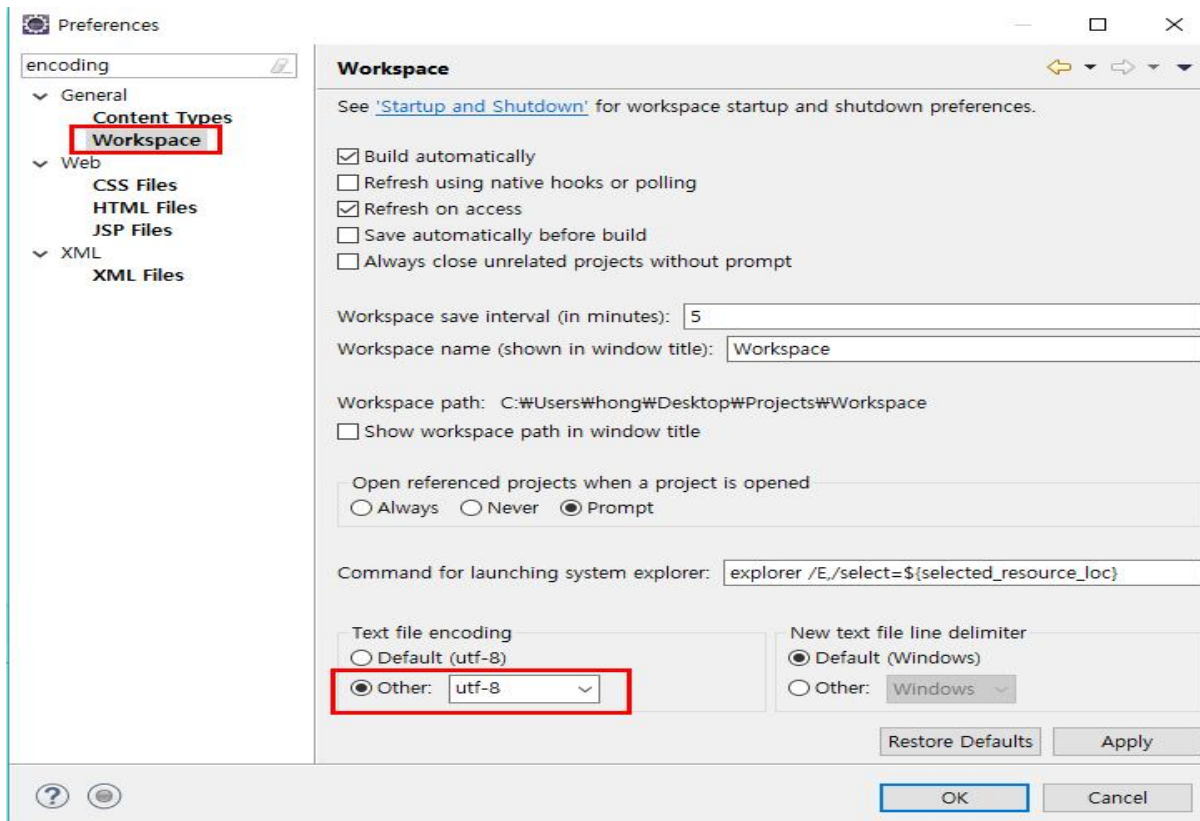 Preferences
encoding
General
Content Types
Workspace
Web
CSS Files
HTML Files
JSP Files
XML
XML Files
Workspace
See 'Startup and Shutdown' for workspace startup and shutdown preferences.
Build automatically
Refresh using native hooks or polling
Refresh on access
Save automatically before build
Always close unrelated projects without prompt
Workspace save interval (in minutes): 5
Workspace name (shown in window title): Workspace
Workspace path: C:₩Users₩hong₩Desktop₩Projects₩Workspace
Show workspace path in window title
Open referenced projects when a project is opened
Always Never Prompt
Command for launching system explorer: explorer /E,/select=${selected_resource_loc}
Text file encoding
Default (utf-8)
Other: utf-8
New text file line delimiter
Default (Windows)
Other: Windows
Restore Defaults Apply
? OK Cancel